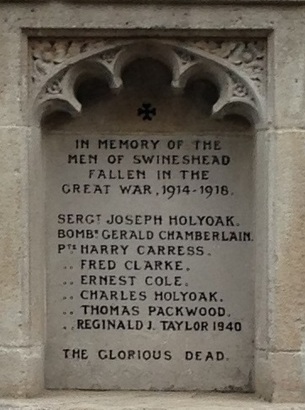 IN MEMORY OF THE
MEN OF SWINESHEAD
FALLEN IN THE
GREAT WAR, 1914-1918.
SERGT JOSEPH HOLYOAK.
BOMBR GERALD CHAMBERLAIN.
PTS HARRY CARRESS.
,, FRED CLARKE.
,, ERNEST COLE.
,, CHARLES HOLYOAK.
,, THOMAS PACKWOOD.
,, REGINALD J. TAYLOR 1940
THE GLORIOUS DEAD.